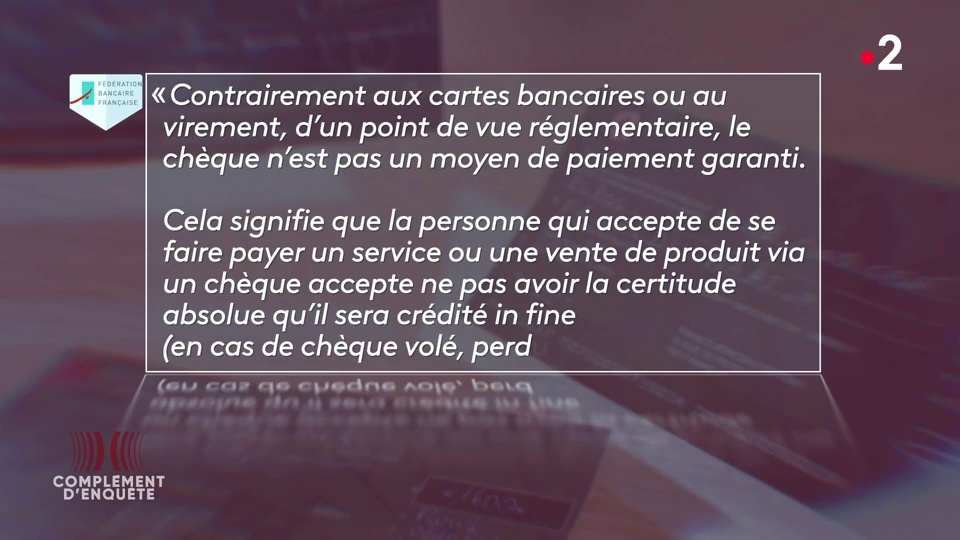 2
FÉDÉRATION
BANCAIRE
FRANÇAISE
« Contrairement aux cartes bancaires ou au
virement, d'un point de vue réglementaire, le
chèque n'est pas un moyen de paiement garanti.
Cela signifie que la personne qui accepte de se
faire payer un service ou une vente de produit via
un chèque accepte ne pas avoir la certitude
absolue qu'il sera crédité in fine
(en cas de chèque volé, perd
COMPLÉMENT
D'ENQUÊTE